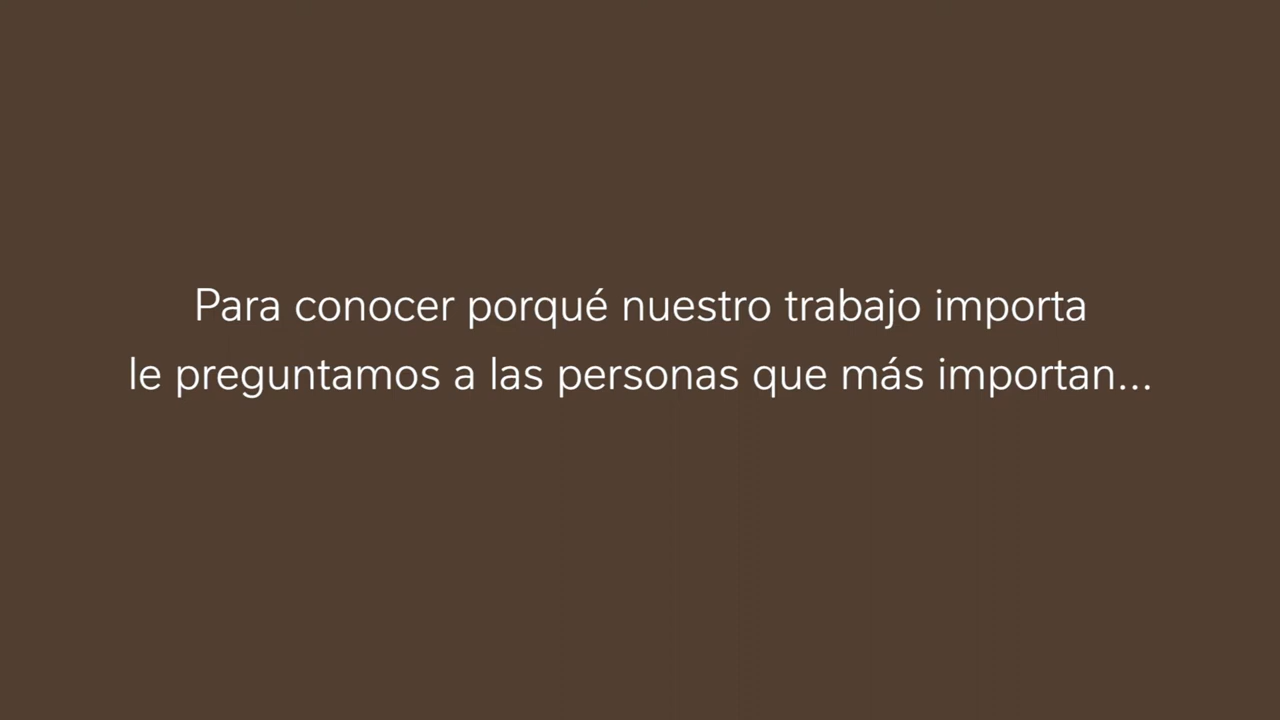 Para conocer porqué nuestro trabajo importa
le preguntamos a las personas que más importan...